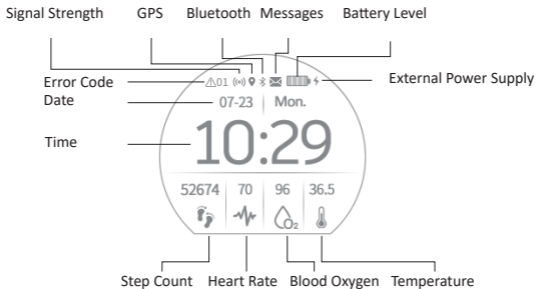 Signal Strength GPS Bluetooth Messages Battery Level
Error Code 01 External Power Supply
Date 07-23 Mon.
Time 10:29
52674 70 96 36.5
O2
Step Count Heart Rate Blood Oxygen Temperature